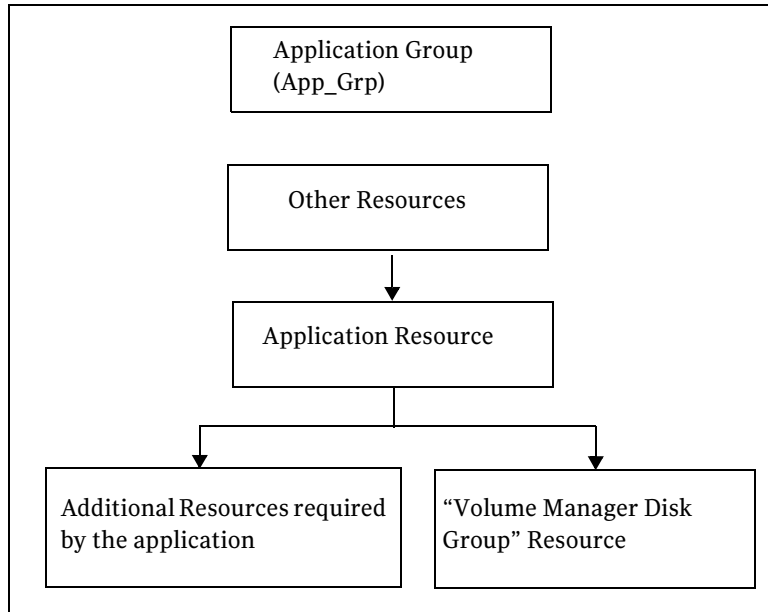 Application Group
(App_Grp)
Other Resources
Application Resource
Additional Resources required
by the application
“Volume Manager Disk
Group” Resource